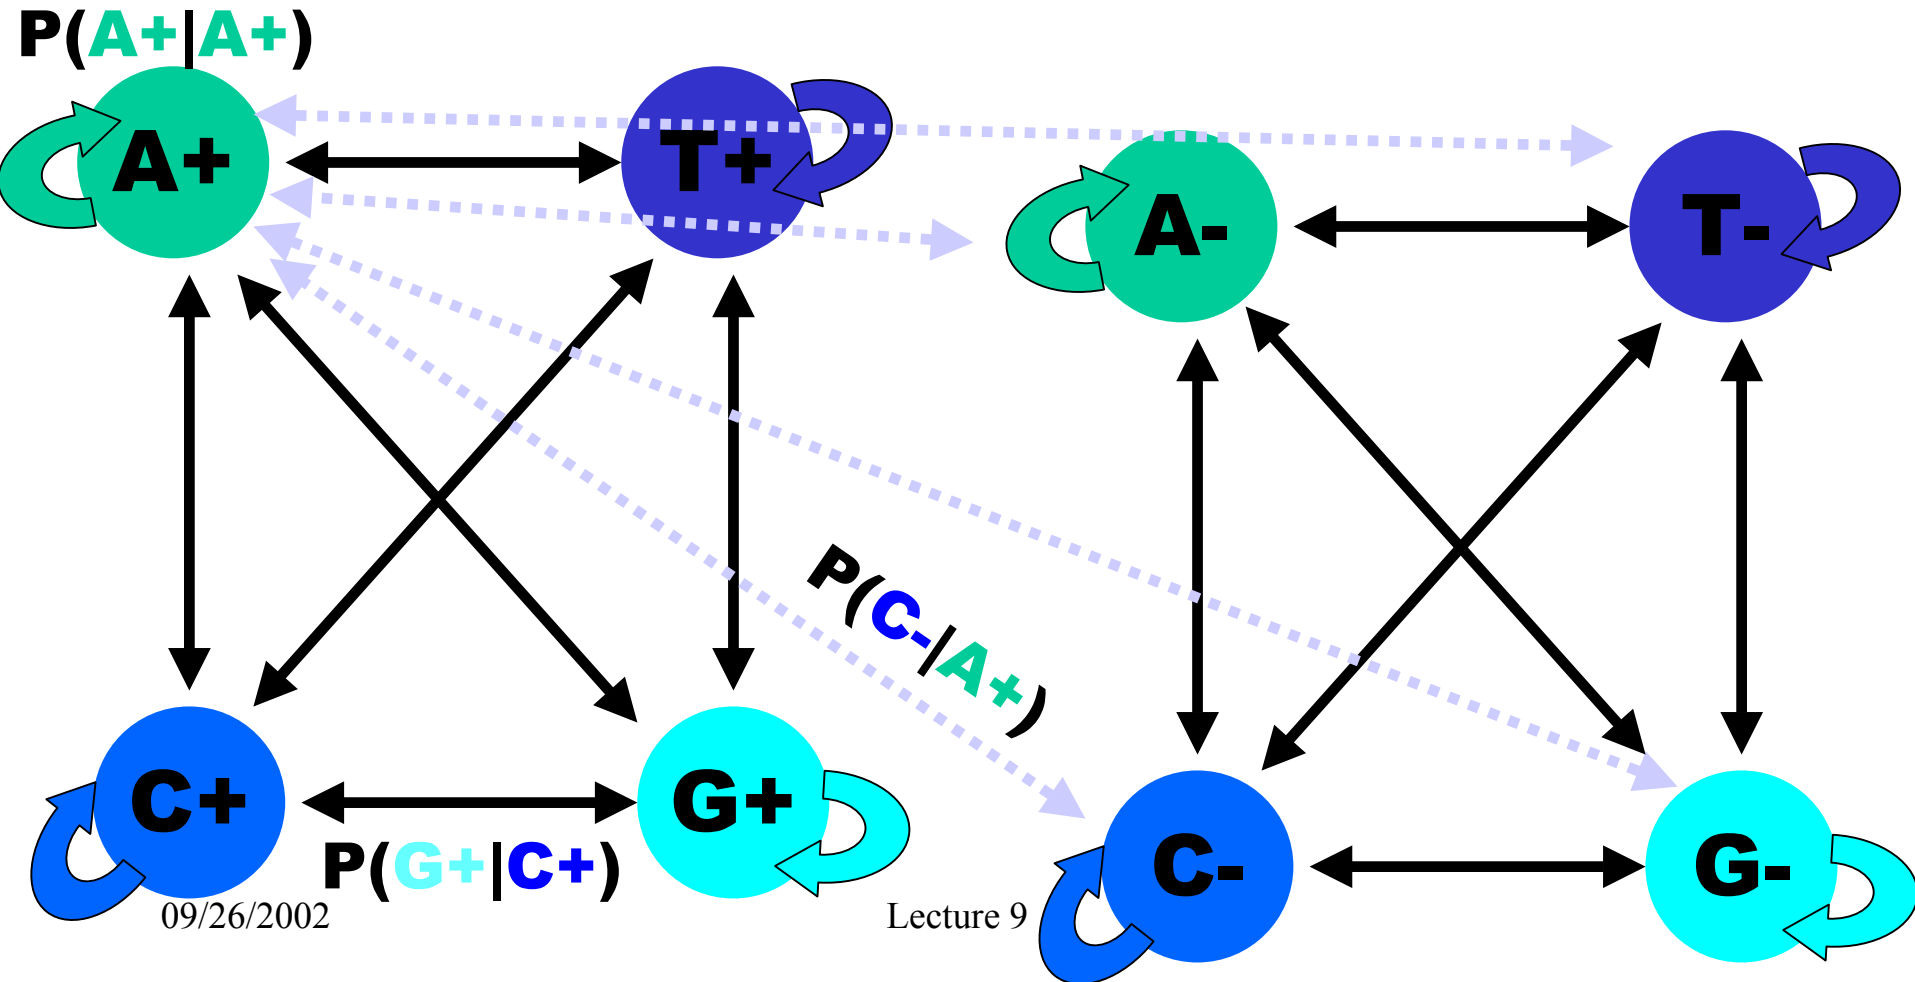 P(A+|A+)
A+
T+
A-
T-
P(C-|A+)
C+
G+
C-
G-
P(G+|C+)
09/26/2002
Lecture 9